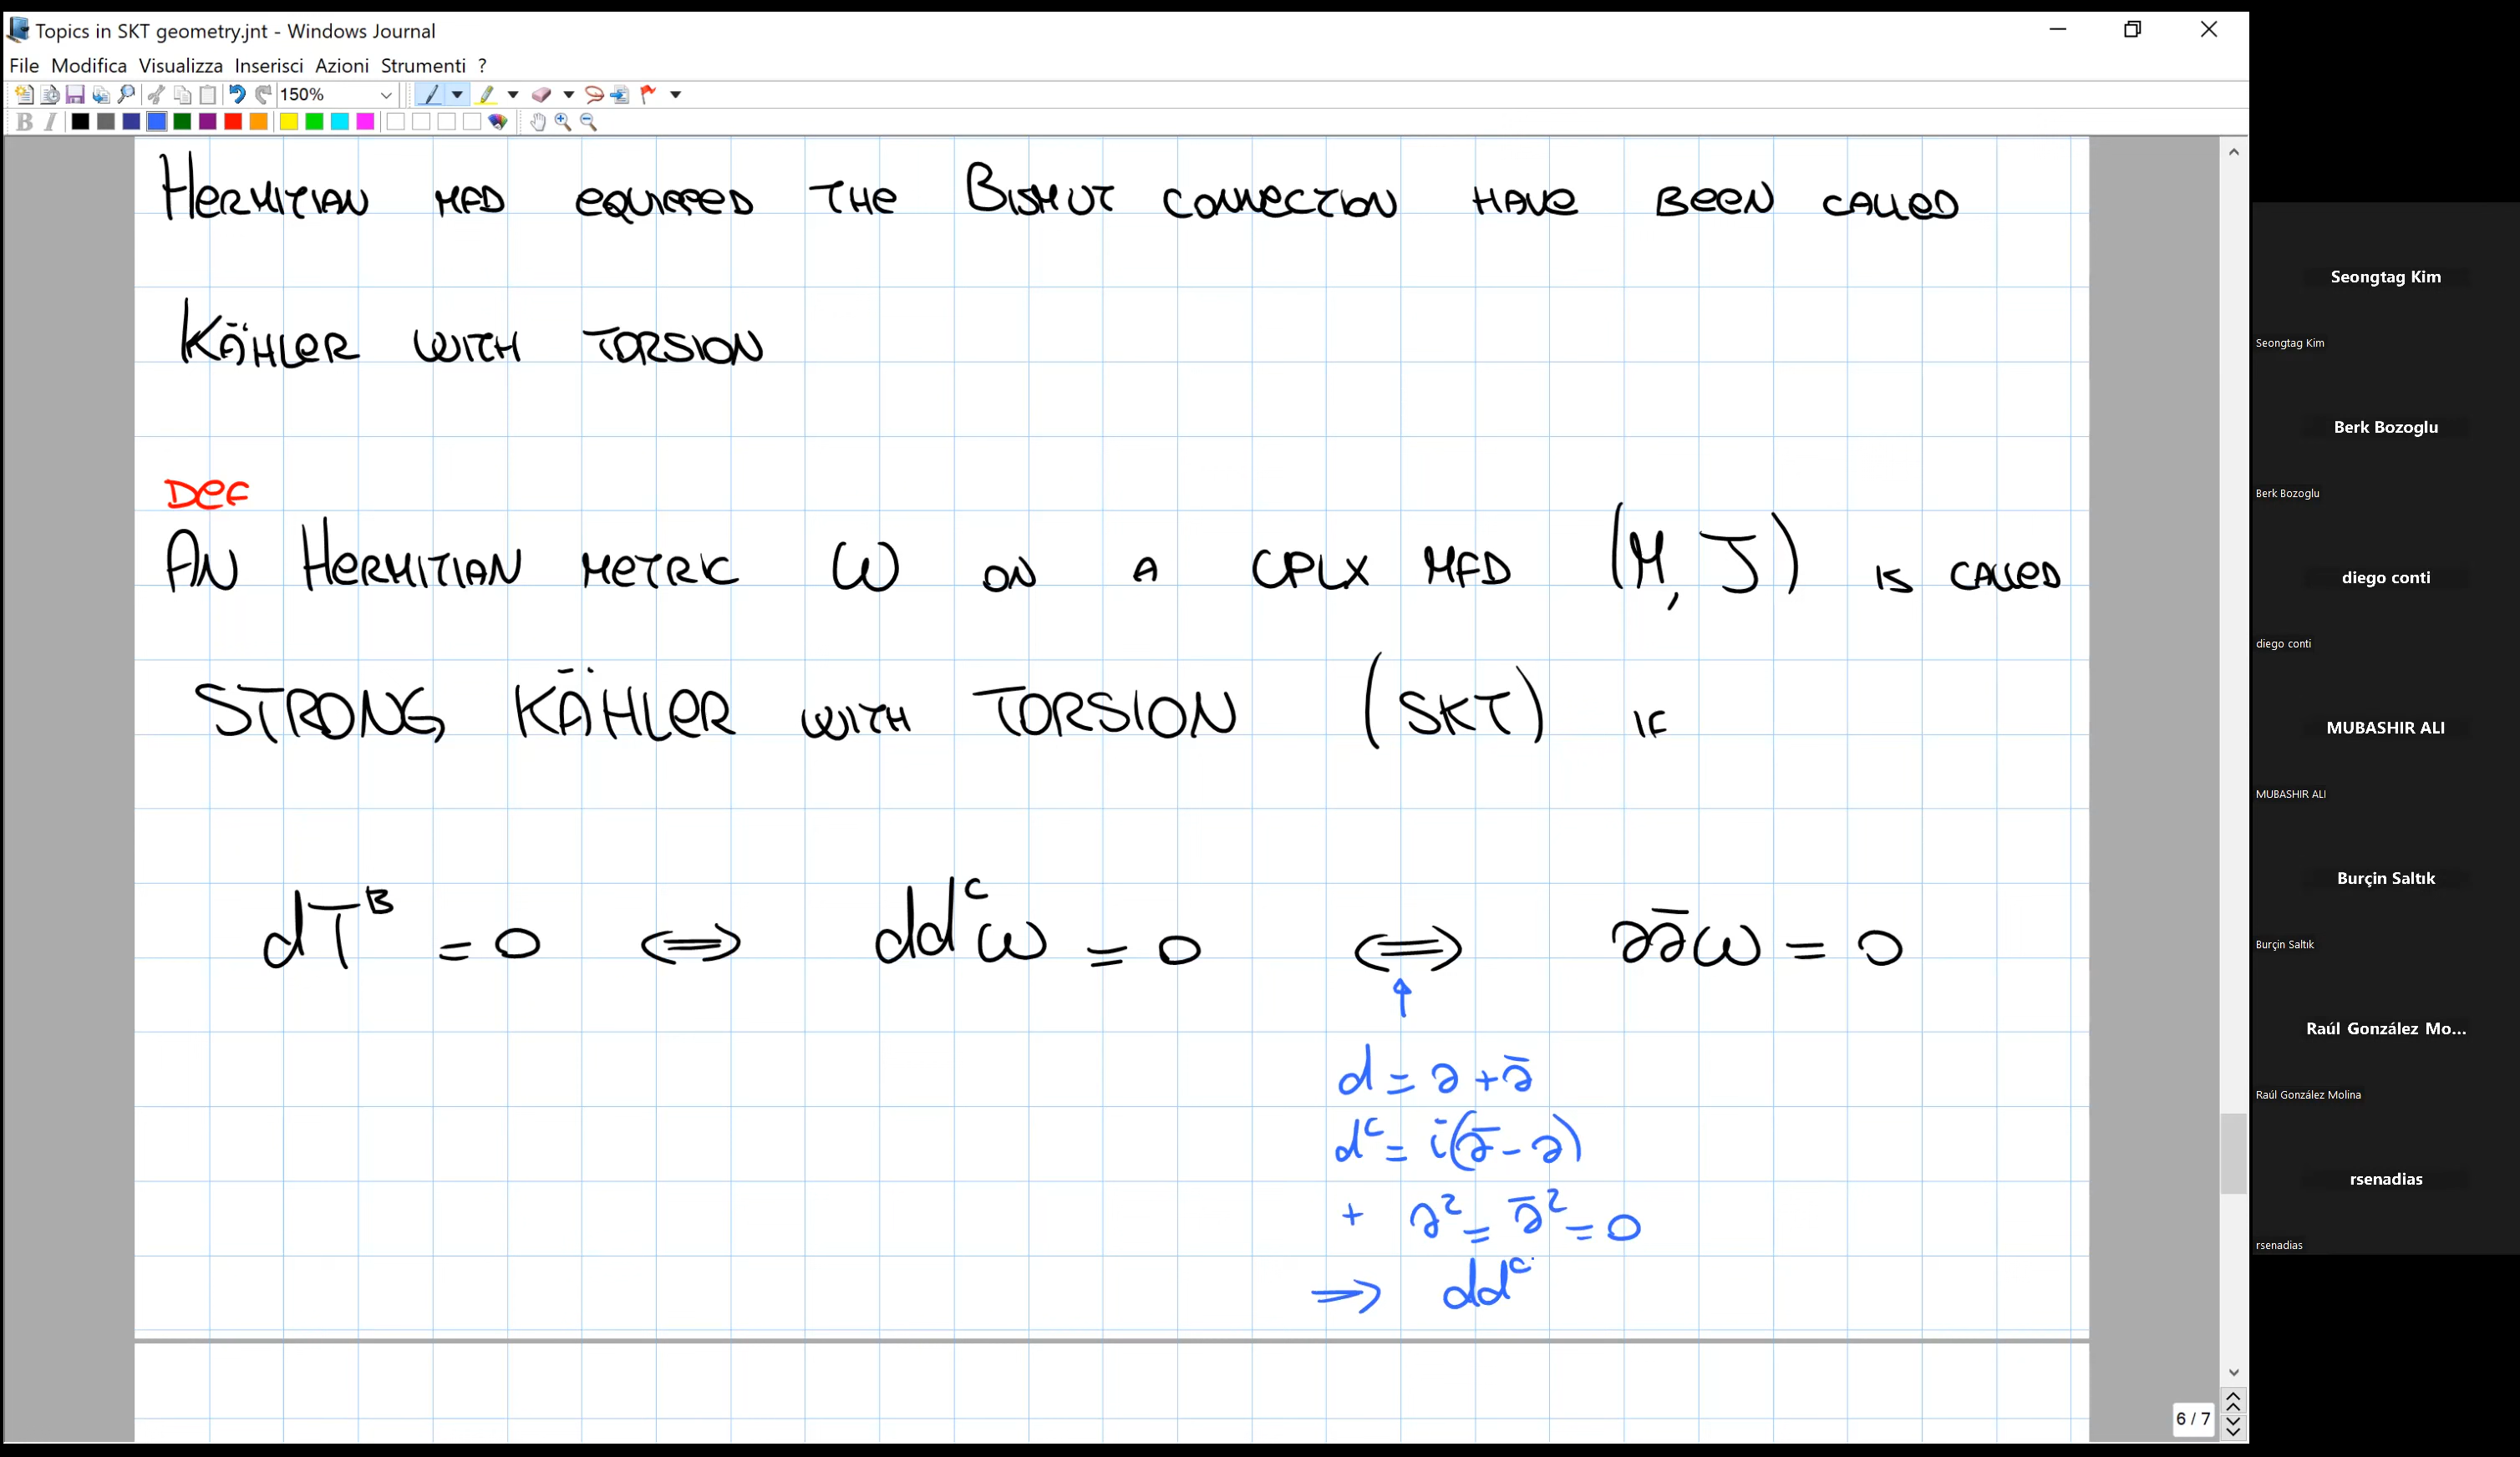 Topics in SKT geometry.jnt - Windows Journal
File Modifica Visualizza Inserisci Azioni Strumenti ?
150%
B I
HERMITIAN MFD EQUIPPED THE BISMUT CONNECTION HAVE BEEN CALLED
KÄHLER WITH TORSION
DEF
AN HERMITIAN METRIC ω ON A CPLX MFD (M, J) IS CALLED
STRONG KÄHLER WITH TORSION (SKT) IF
dT^B = 0 ⟺ dd^cω = 0 ⟺ ∂∂̄ω = 0
↑
d = ∂ + ∂̄
d^c = i(∂̄ - ∂)
+ ∂² = ∂̄² = 0
⟹ dd^c
6 / 7
Seongtag Kim
Seongtag Kim
Berk Bozoglu
Berk Bozoglu
diego conti
diego conti
MUBASHIR ALI
MUBASHIR ALI
Burçin Saltık
Burçin Saltık
Raúl González Mo...
Raúl González Molina
rsenadias
rsenadias